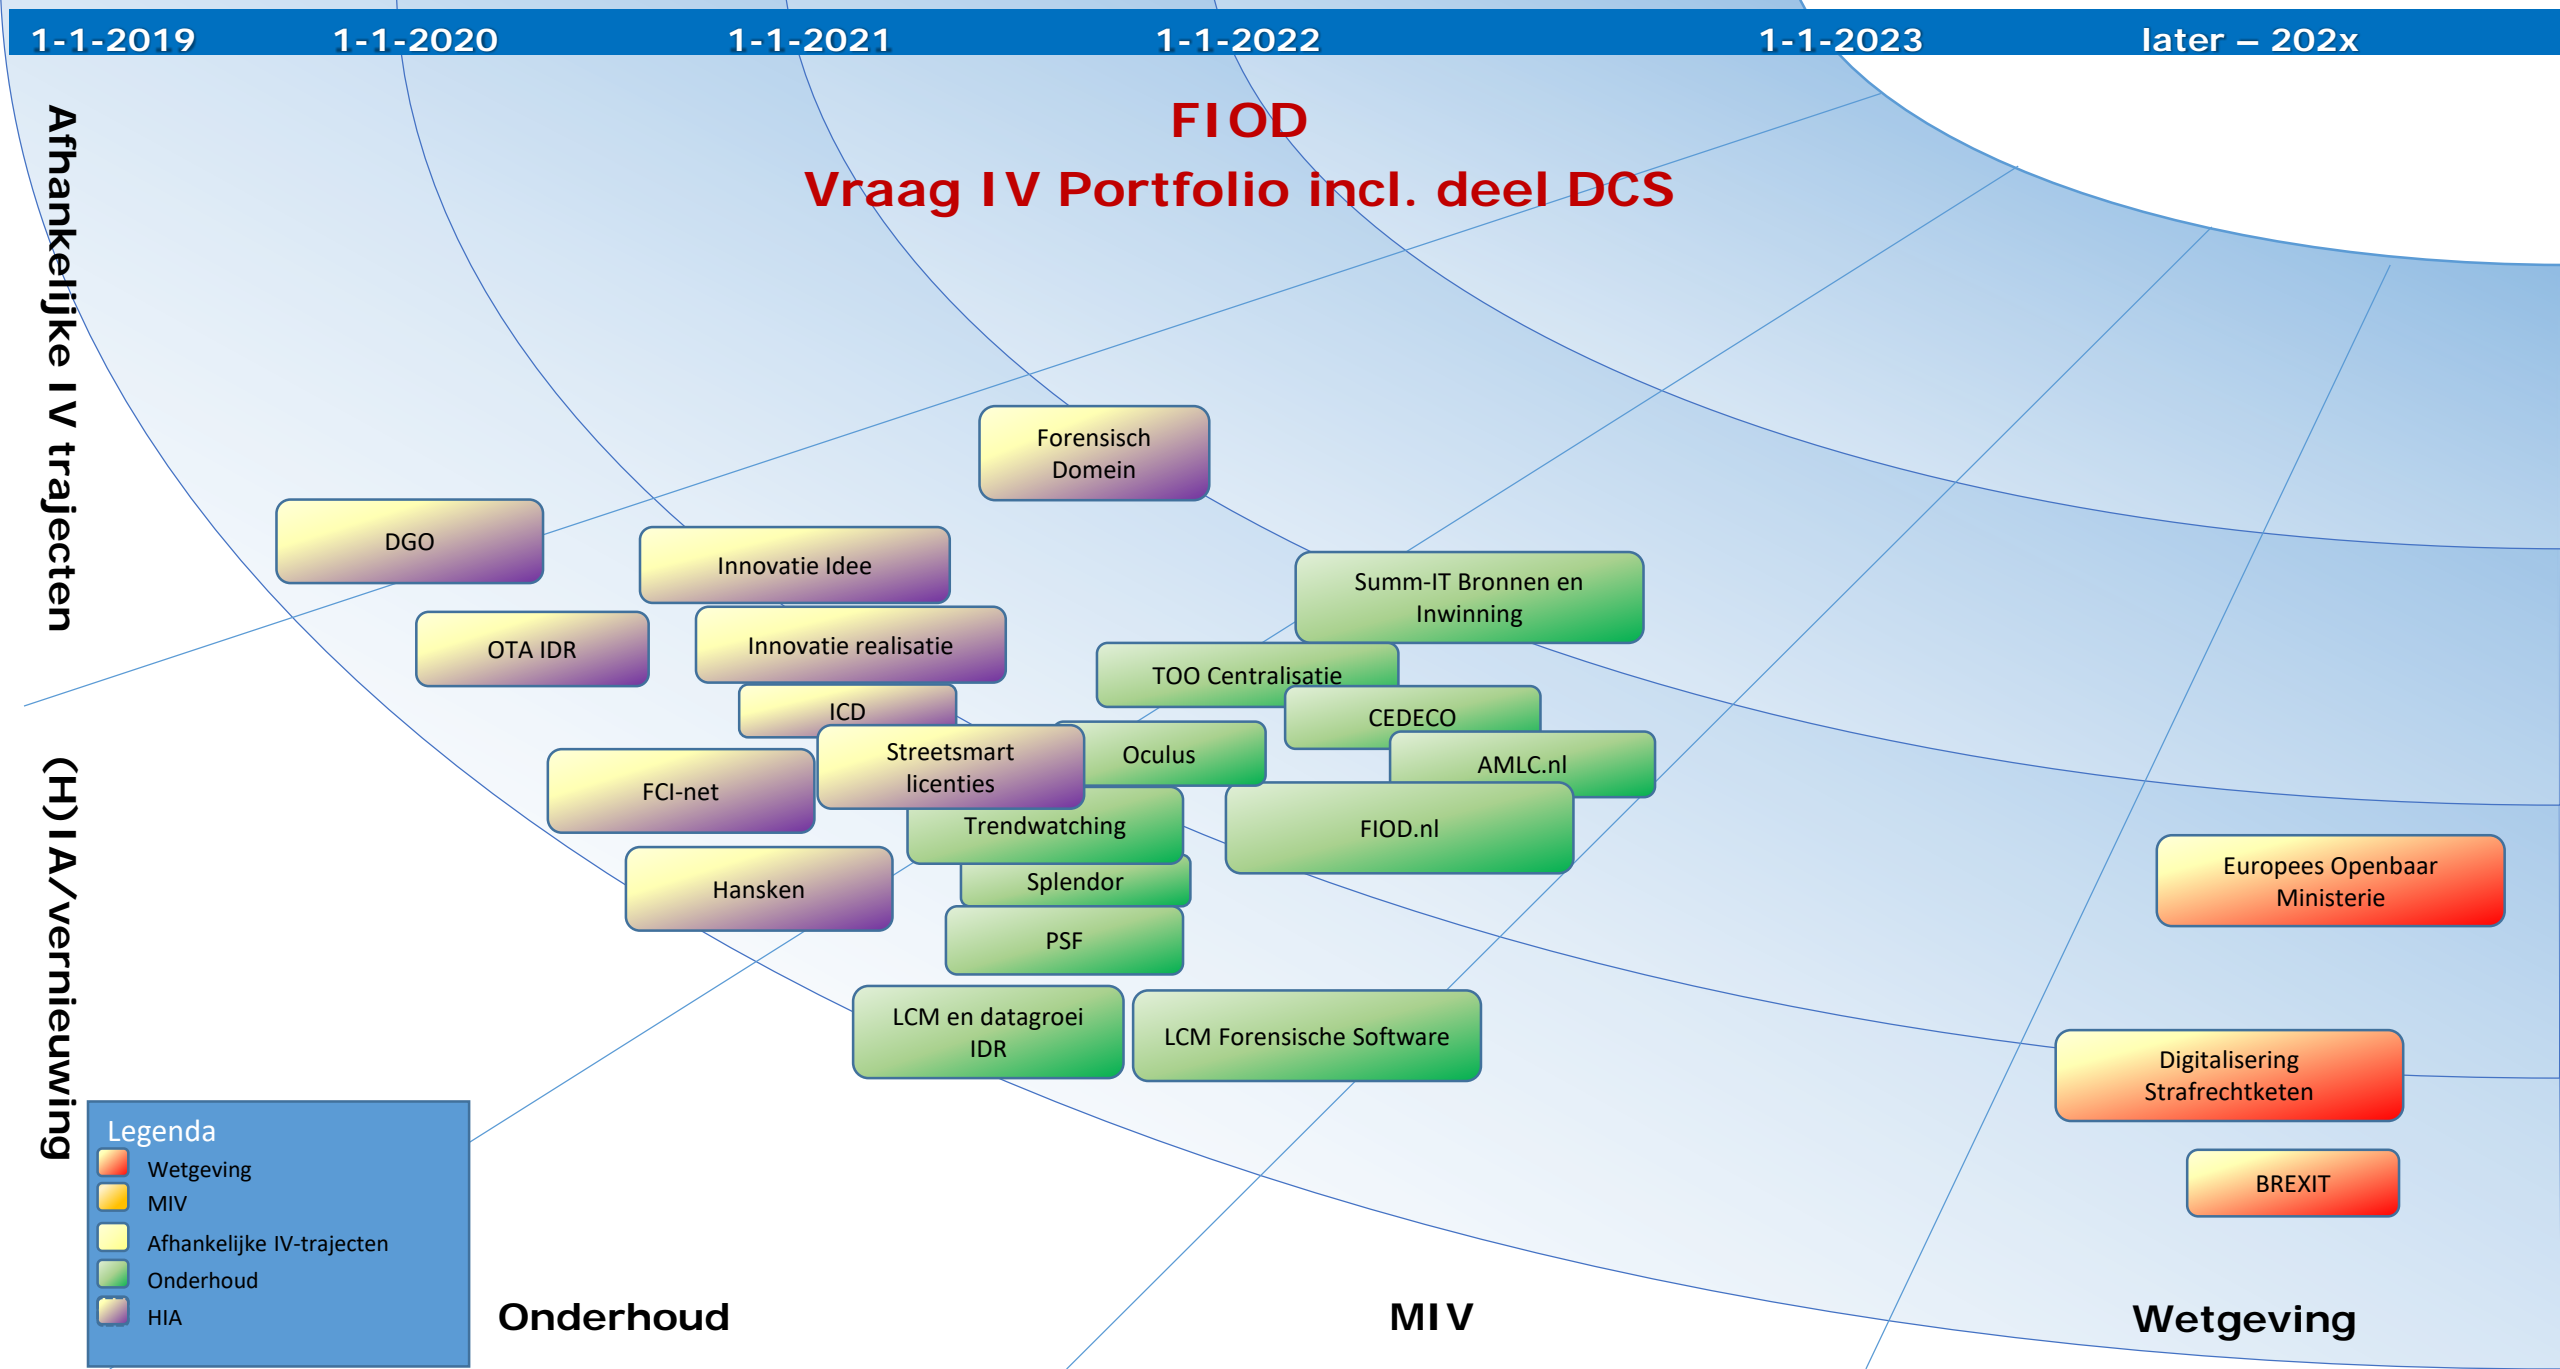 1-1-2019 1-1-2020 1-1-2021 1-1-2022 1-1-2023 later – 202x
FIOD
Vraag IV Portfolio incl. deel DCS
Afhankelijke IV trajecten
(H)IA/vernieuwing
Forensisch
Domein
DGO
Innovatie Idee
OTA IDR
Innovatie realisatie
ICD
Streetsmart
licenties
FCI-net
Hansken
Summ-IT Bronnen en
Inwinning
TOO Centralisatie
CEDECO
Oculus
AMLC.nl
Trendwatching
FIOD.nl
Splendor
PSF
LCM en datagroei
IDR
LCM Forensische Software
Europees Openbaar
Ministerie
Digitalisering
Strafrechtketen
BREXIT
Legenda
Wetgeving
MIV
Afhankelijke IV-trajecten
Onderhoud
HIA
Onderhoud
MIV
Wetgeving